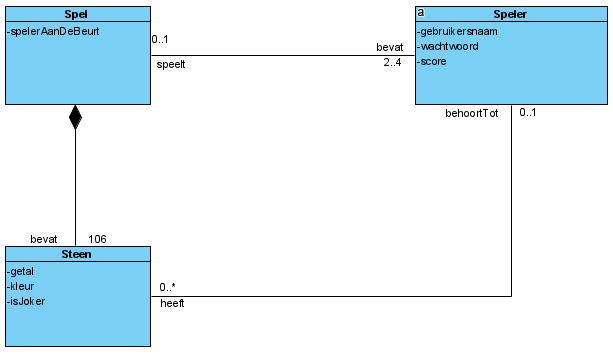 Spel
-spelerAanDeBeurt
a
Speler
-gebruikersnaam
-wachtwoord
-score
0..1
speelt
bevat
2..4
behoortTot
0..1
bevat
106
Steen
-getal
-kleur
-isJoker
0..*
heeft